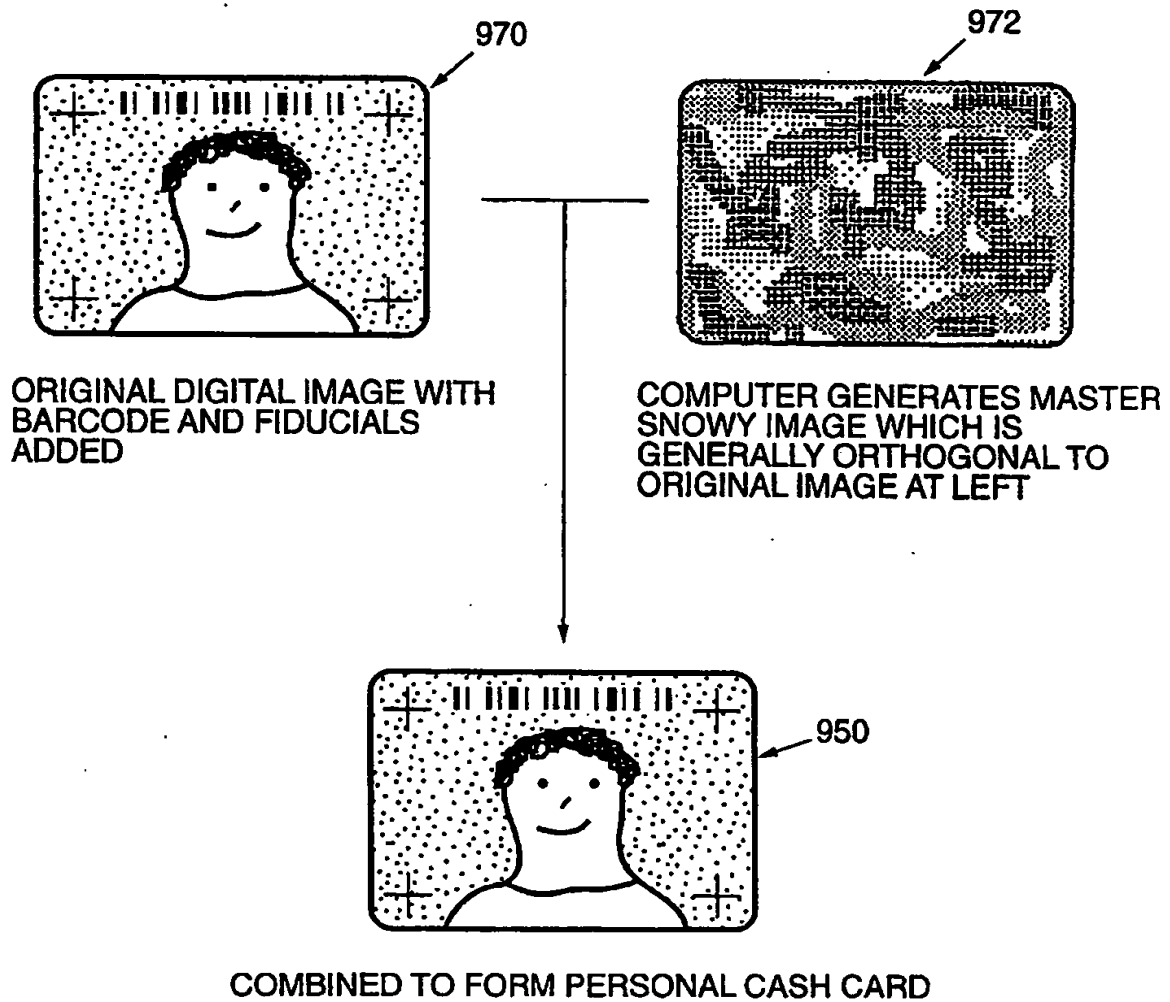 970
972
ORIGINAL DIGITAL IMAGE WITH
BARCODE AND FIDUCIALS
ADDED
COMPUTER GENERATES MASTER
SNOWY IMAGE WHICH IS
GENERALLY ORTHOGONAL TO
ORIGINAL IMAGE AT LEFT
950
COMBINED TO FORM PERSONAL CASH CARD